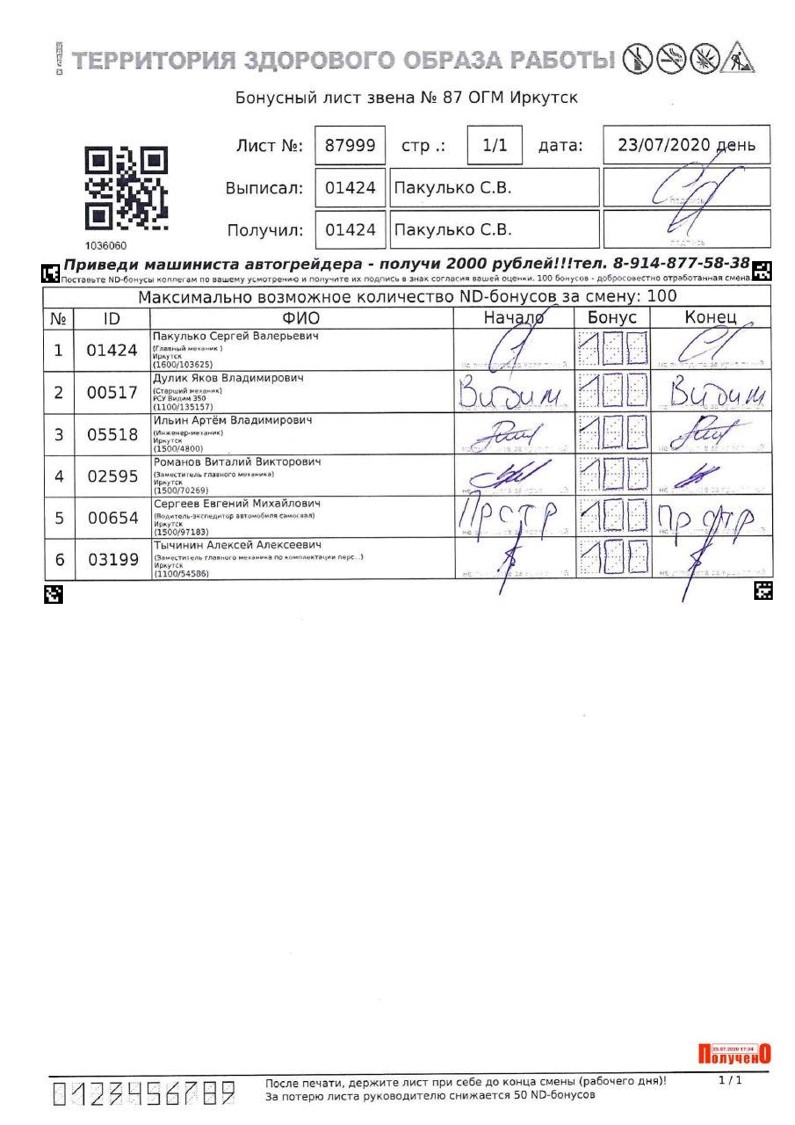 ТЕРРИТОРИЯ ЗДОРОВОГО ОБРАЗА РАБОТЫ
Бонусный лист звена № 87 ОГМ Иркутск
Лист №: 87999 стр .: 1/1 дата: 23/07/2020 день
Выписал: 01424 Пакулько С.В.
Получил: 01424 Пакулько С.В.
1036060
Приведи машиниста автогрейдера - получи 2000 рублей!!!тел. 8-914-877-58-38
Поставьте ND-бонусы коллегам по вашему усмотрению и получите их подпись в знак согласия вашей оценки. 100 бонусов - добросовестно отработанная смена.
Максимально возможное количество ND-бонусов за смену: 100
№ ID ФИО Начало Бонус Конец
1 01424 Пакулько Сергей Валерьевич 100
(Главный механик )
Иркутск
(1600/103625)
2 00517 Дулик Яков Владимирович Видим 100 Видим
(Старший механик)
РСУ Видим 350
(1100/135157)
3 05518 Ильин Артём Владимирович 100
(Инженер-механик)
Иркутск
(1500/4800)
4 02595 Романов Виталий Викторович 100
(Заместитель главного механика)
Иркутск
(1500/70269)
5 00654 Сергеев Евгений Михайлович 100
(Водитель-экспедитор автомобиля самосвал)
Иркутск
(1500/97183)
6 03199 Тычинин Алексей Алексеевич 100
(Заместитель главного механика по комплектации перс...)
Иркутск
(1100/54586)
23.07.2020 17:34
ПолученО
0123456789
После печати, держите лист при себе до конца смены (рабочего дня)! 1 / 1
За потерю листа руководителю снижается 50 ND-бонусов